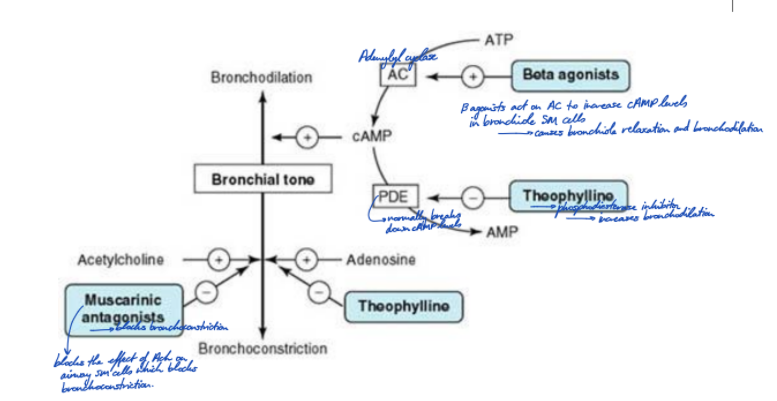 ATP
Adenylyl cyclase
AC
+
Beta agonists
Bronchodilation
β agonists act on AC to increase cAMP levels
in bronchiole SM cells
→ causes bronchiole relaxation and bronchodilation
+
cAMP
Bronchial tone
PDE
−
Theophylline
→ phosphodiesterase inhibitor
→ increases bronchodilation
→ normally breaks
down cAMP levels
AMP
Acetylcholine
+
+
Adenosine
−
−
Muscarinic
antagonists
→ blocks bronchoconstriction
Theophylline
Bronchoconstriction
blocks the effect of Ach on
airway SM cells which blocks
bronchoconstriction.